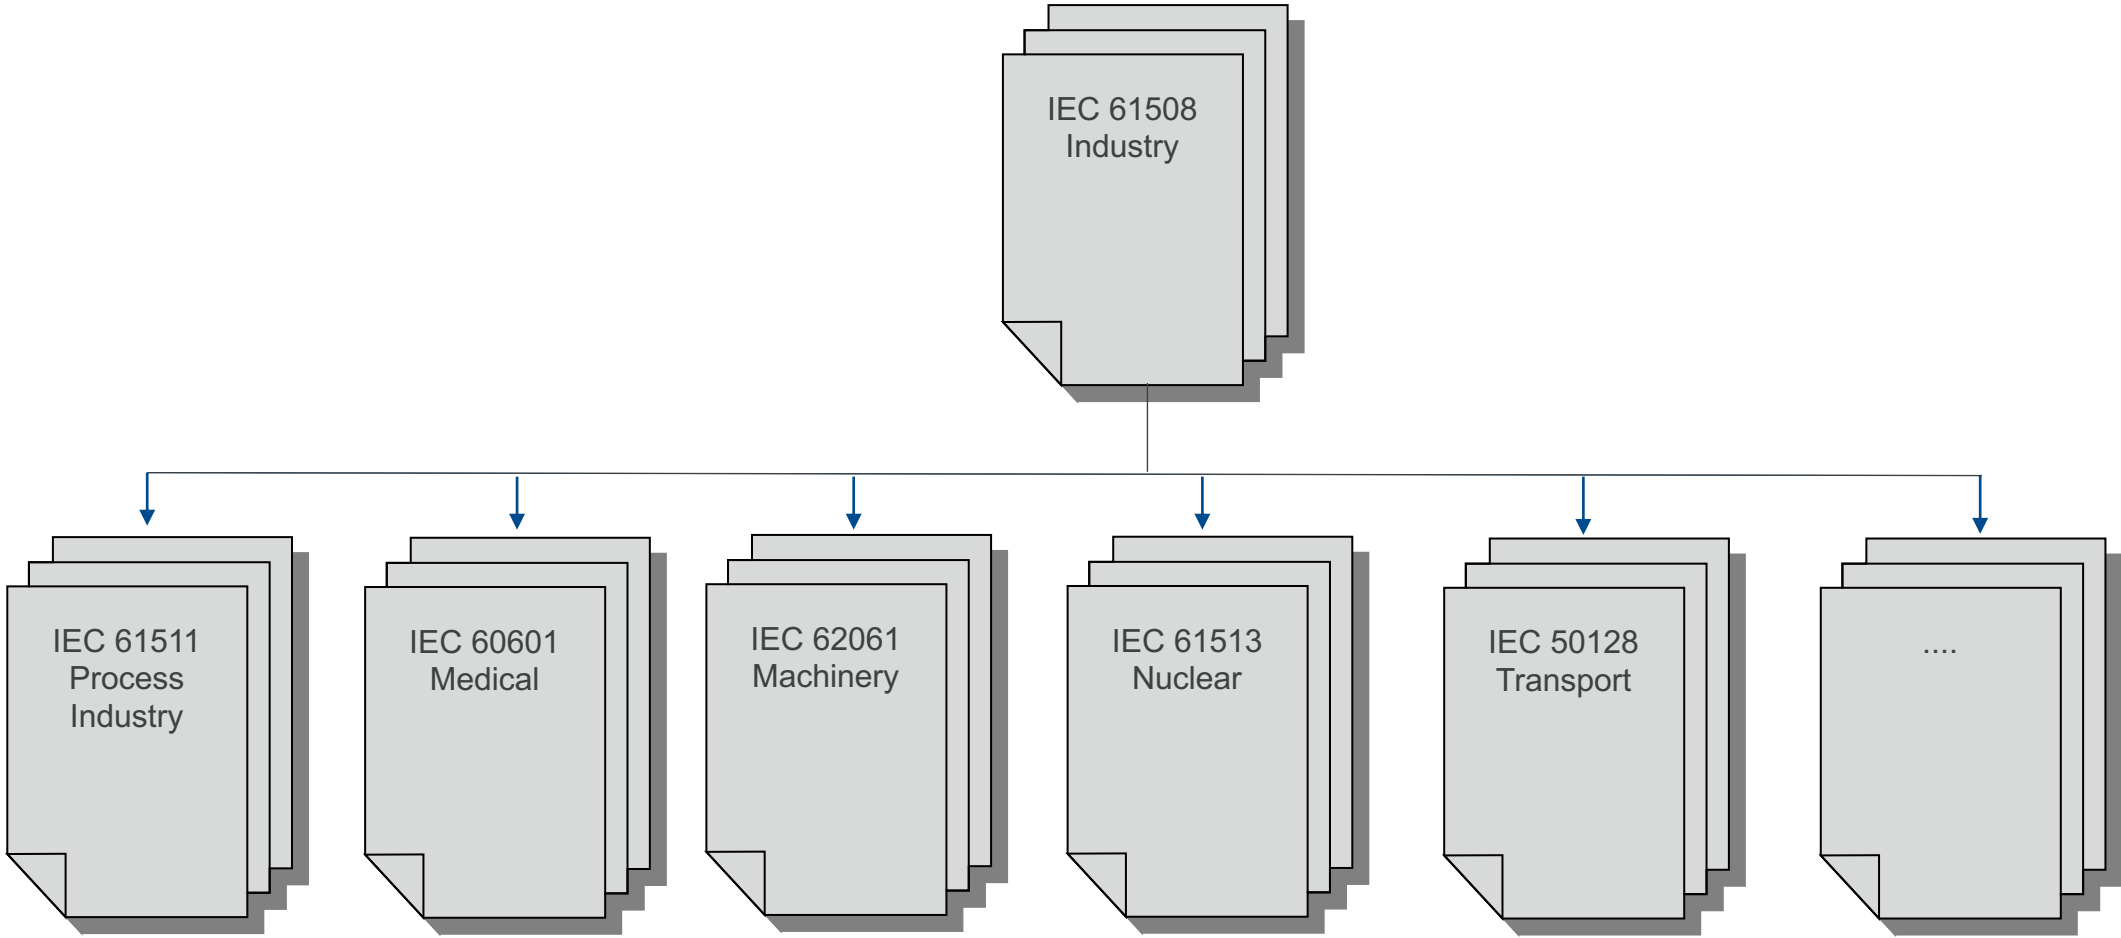 IEC 61508
Industry
IEC 61511
Process
Industry
IEC 60601
Medical
IEC 62061
Machinery
IEC 61513
Nuclear
IEC 50128
Transport
....